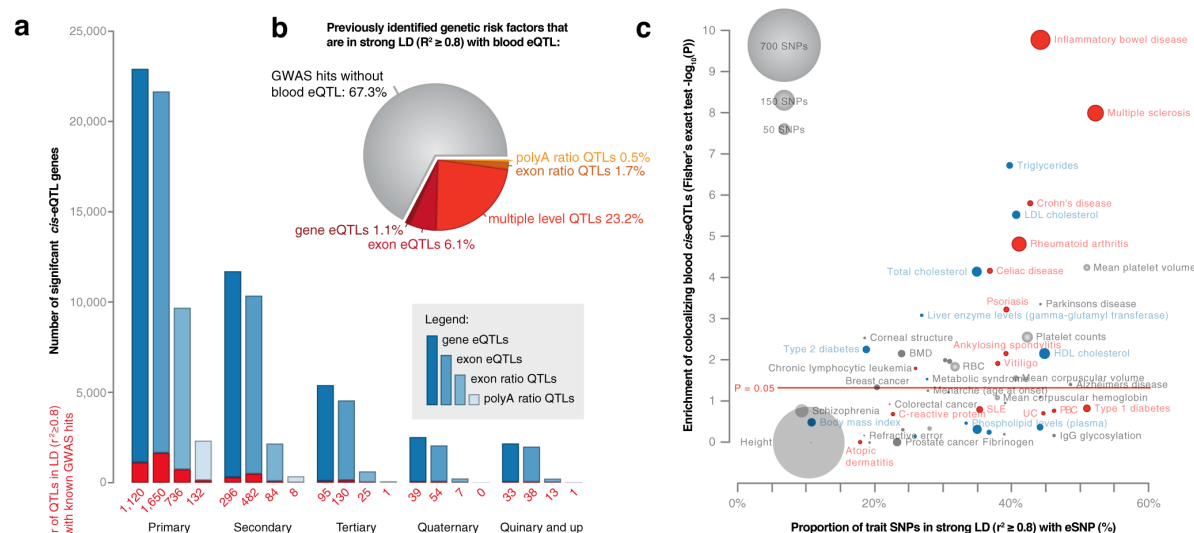 a
25,000
20,000
15,000
10,000
5,000
0
Number of signifcant cis-eQTL genes
r of QTLs in LD (r²≥0.8)
with known GWAS hits
1,120
1,650
736
132
296
482
84
8
95
130
25
1
39
54
7
0
33
38
13
1
Primary
Secondary
Tertiary
Quaternary
Quinary and up
Legend:
gene eQTLs
exon eQTLs
exon ratio QTLs
polyA ratio QTLs
b
Previously identified genetic risk factors that
are in strong LD (R² ≥ 0.8) with blood eQTL:
GWAS hits without
blood eQTL: 67.3%
polyA ratio QTLs 0.5%
exon ratio QTLs 1.7%
multiple level QTLs 23.2%
gene eQTLs 1.1%
exon eQTLs 6.1%
c
Enrichment of colocalizing blood cis-eQTLs (Fisher's exact test -log₁₀(P))
10
9
8
7
6
5
4
3
2
1
0
700 SNPs
150 SNPs
50 SNPs
Inflammatory bowel disease
Multiple sclerosis
Triglycerides
Crohn's disease
LDL cholesterol
Rheumatoid arthritis
Total cholesterol
Celiac disease
Mean platelet volume
Psoriasis
Parkinsons disease
Liver enzyme levels (gamma-glutamyl transferase)
Corneal structure
Platelet counts
Type 2 diabetes
BMD
Ankylosing spondylitis
HDL cholesterol
Chronic lymphocytic leukemia
RBC
Vitiligo
Breast cancer
Metabolic syndrome
Mean corpuscular volume
P = 0.05
Menarche (age at onset)
Alzheimers disease
Mean corpuscular hemoglobin
Schizophrenia
Colorectal cancer
C-reactive protein
SLE
UC
PBC
Type 1 diabetes
Body mass index
Phospholipid levels (plasma)
Height
Refractive error
Prostate cancer
Fibrinogen
IgG glycosylation
Atopic
dermatitis
0%
20%
40%
60%
Proportion of trait SNPs in strong LD (r² ≥ 0.8) with eSNP (%)